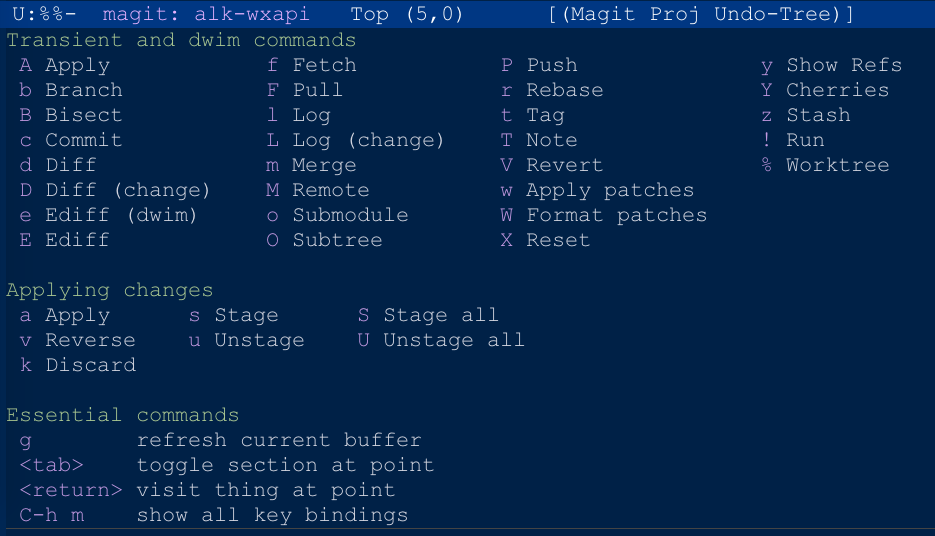 U:%%-  magit: alk-wxapi   Top (5,0)      [(Magit Proj Undo-Tree)]
Transient and dwim commands
 A Apply            f Fetch           P Push              y Show Refs
 b Branch           F Pull            r Rebase            Y Cherries
 B Bisect           l Log             t Tag               z Stash
 c Commit           L Log (change)    T Note              ! Run
 d Diff             m Merge           V Revert            % Worktree
 D Diff (change)    M Remote          w Apply patches
 e Ediff (dwim)     o Submodule       W Format patches
 E Ediff            O Subtree         X Reset
Applying changes
 a Apply      s Stage      S Stage all
 v Reverse    u Unstage    U Unstage all
 k Discard
Essential commands
 g        refresh current buffer
 <tab>    toggle section at point
 <return> visit thing at point
 C-h m    show all key bindings